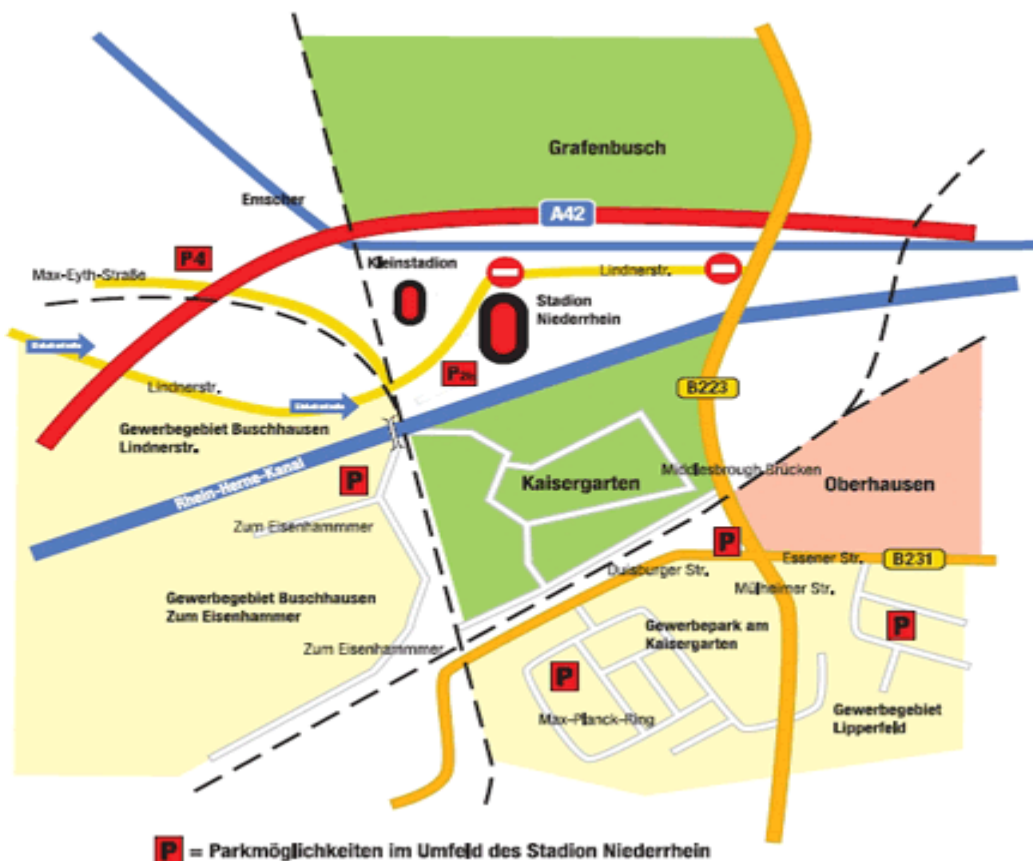 Grafenbusch
Emscher
A42
P4
Kleinstadion
Lindnerstr.
Max-Eyth-Straße
Stadion
Niederrhein
Lindnerstr.
B223
Gewerbegebiet Buschhausen
Lindnerstr.
Middlesbrough Brücken
Rhein-Herne-Kanal
P
Kaisergarten
Oberhausen
Zum Eisenhammmer
P
Essener Str.
B231
Duisburger Str.
Mülheimer Str.
Gewerbegebiet Buschhausen
Zum Eisenhammer
Gewerbepark am
Kaisergarten
P
Zum Eisenhammmer
P
Max-Planck-Ring
Gewerbegebiet
Lipperfeld
P = Parkmöglichkeiten im Umfeld des Stadion Niederrhein